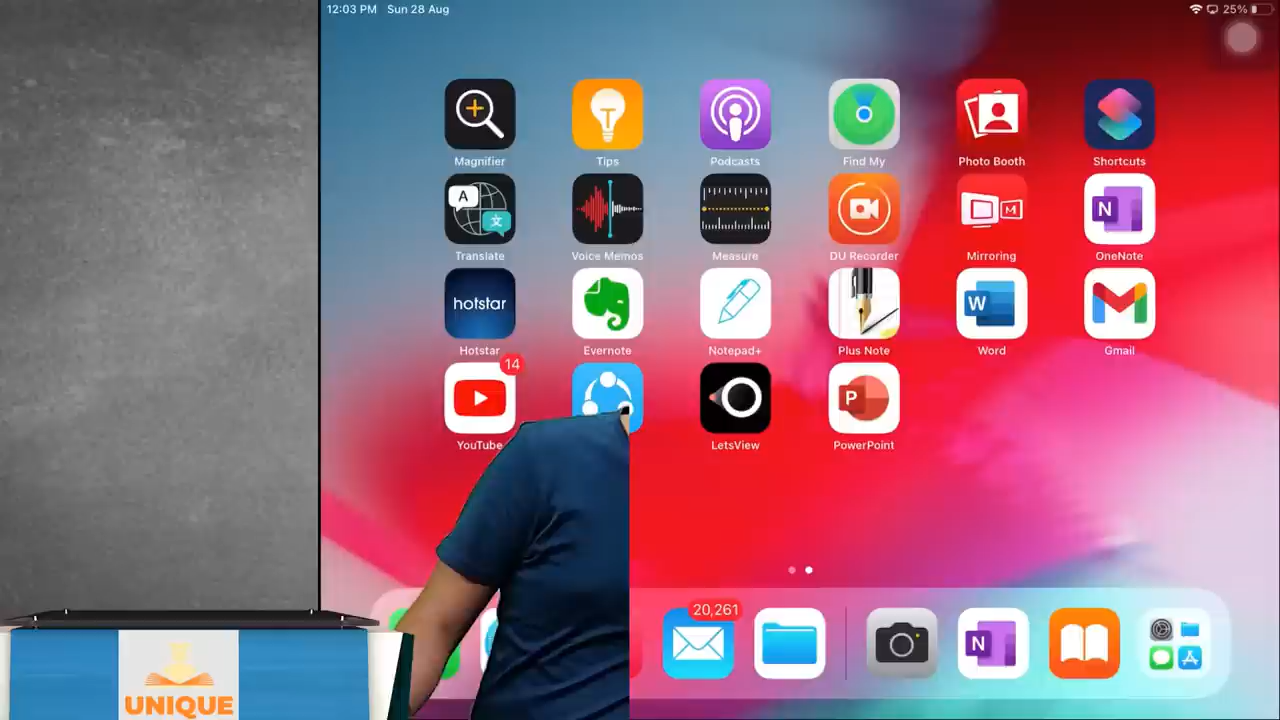 12:03 PM Sun 28 Aug 25%
Magnifier Tips Podcasts Find My Photo Booth Shortcuts
A 文 N
Translate Voice Memos Measure DU Recorder Mirroring OneNote
hotstar W
Hotstar Evernote Notepad+ Plus Note Word Gmail
14
P
YouTube LetsView PowerPoint
20,261
N
UNIQUE